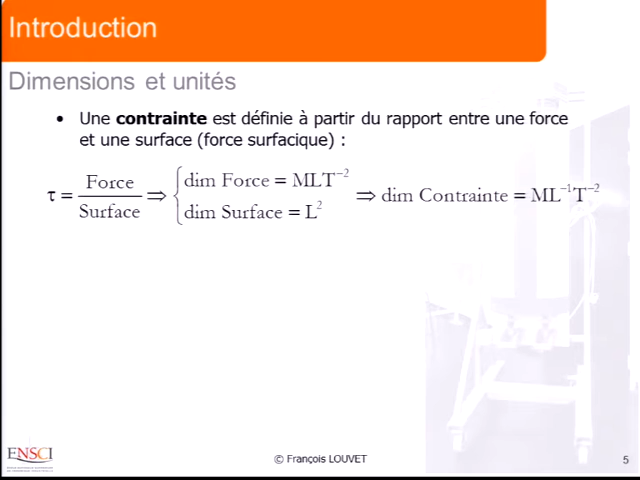 Introduction
Dimensions et unités
• Une contrainte est définie à partir du rapport entre une force
et une surface (force surfacique) :
τ = Force / Surface ⇒ { dim Force = MLT⁻² ; dim Surface = L² ⇒ dim Contrainte = ML⁻¹T⁻²
ENSCI
© François LOUVET
5